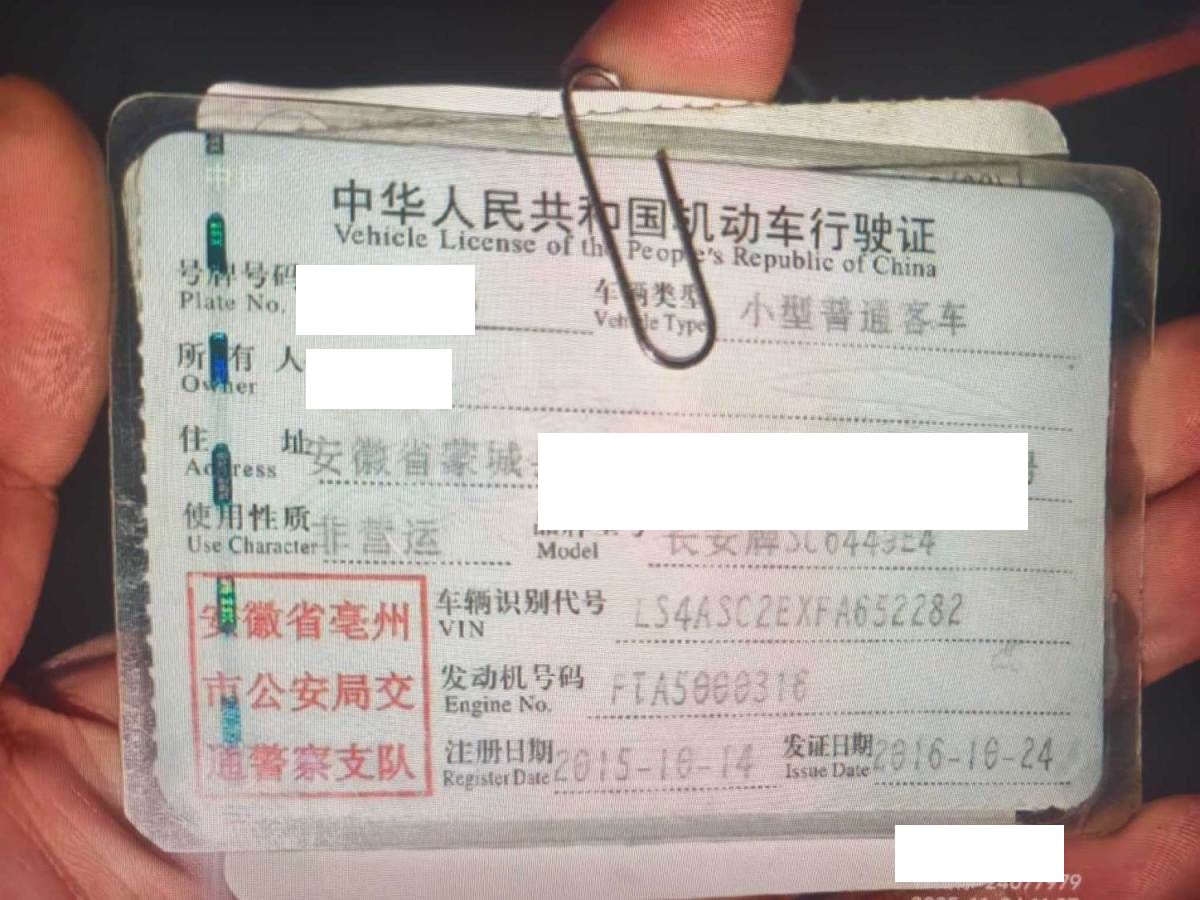 中华人民共和国机动车行驶证
Vehicle License of the People's Republic of China
号牌号码
Plate No.
车辆类型 小型普通客车
Vehicle Type
所有人
Owner
住址 安徽省蒙城
Address
使用性质 非营运
Use Character
长安牌SC6443E4
Model
安徽省亳州
市公安局交
通警察支队
车辆识别代号 LS4ASC2EXFA652282
VIN
发动机号码 FIA5000316
Engine No.
注册日期 2015-10-14
Register Date
发证日期 2016-10-24
Issue Date
24077979